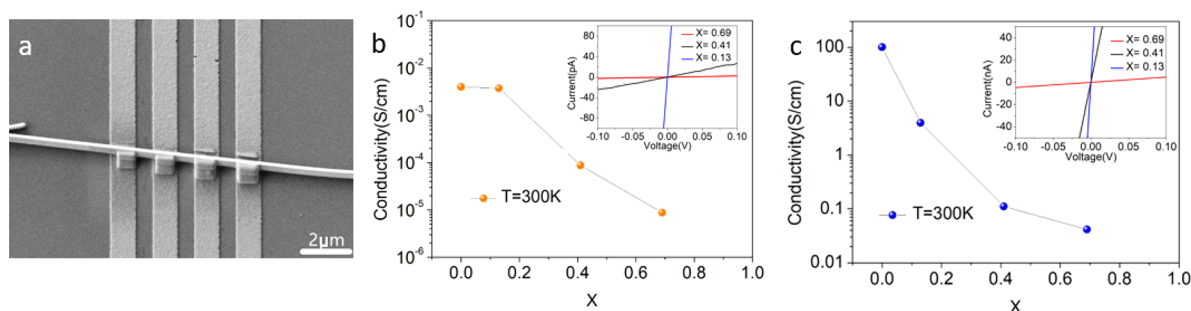 a
2μm
b
Conductivity(S/cm)
10⁻¹
10⁻²
10⁻³
10⁻⁴
10⁻⁵
10⁻⁶
0.0 0.2 0.4 0.6 0.8 1.0
X
T=300K
Current(pA)
80
40
0
-40
-80
-0.10 -0.05 0.00 0.05 0.10
Voltage(V)
X= 0.69
X= 0.41
X= 0.13
c
Conductivity(S/cm)
100
10
1
0.1
0.01
0.0 0.2 0.4 0.6 0.8 1.0
X
T=300K
Current(nA)
40
20
0
-20
-40
-0.10 -0.05 0.00 0.05 0.10
Voltage(V)
X= 0.69
X= 0.41
X= 0.13